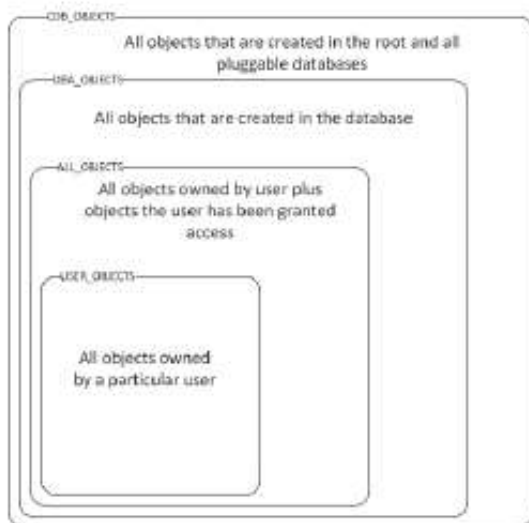 CDB_OBJECTS
All objects that are created in the root and all
pluggable databases
DBA_OBJECTS
All objects that are created in the database
ALL_OBJECTS
All objects owned by user plus
objects the user has been granted
access
USER_OBJECTS
All objects owned
by a particular user